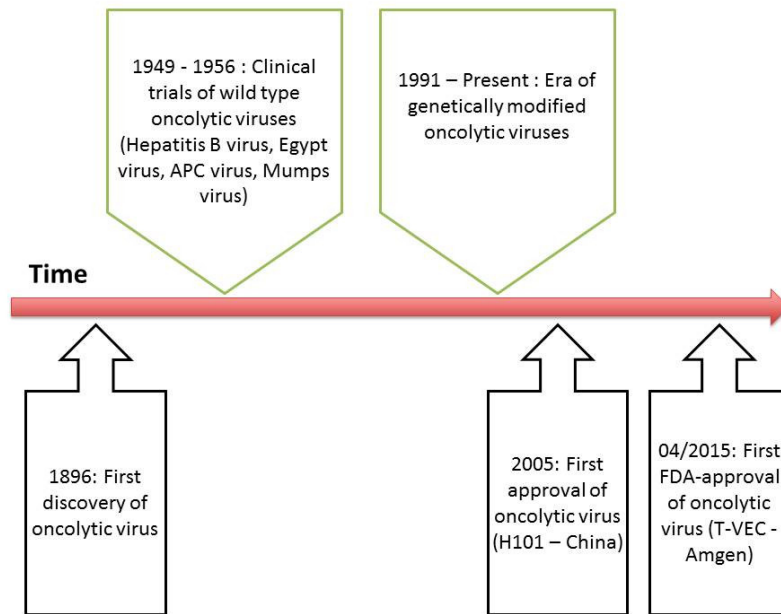 1949 - 1956 : Clinical
trials of wild type
oncolytic viruses
(Hepatitis B virus, Egypt
virus, APC virus, Mumps
virus)
1991 – Present : Era of
genetically modified
oncolytic viruses
Time
1896: First
discovery of
oncolytic virus
2005: First
approval of
oncolytic virus
(H101 – China)
04/2015: First
FDA-approval
of oncolytic
virus (T-VEC -
Amgen)